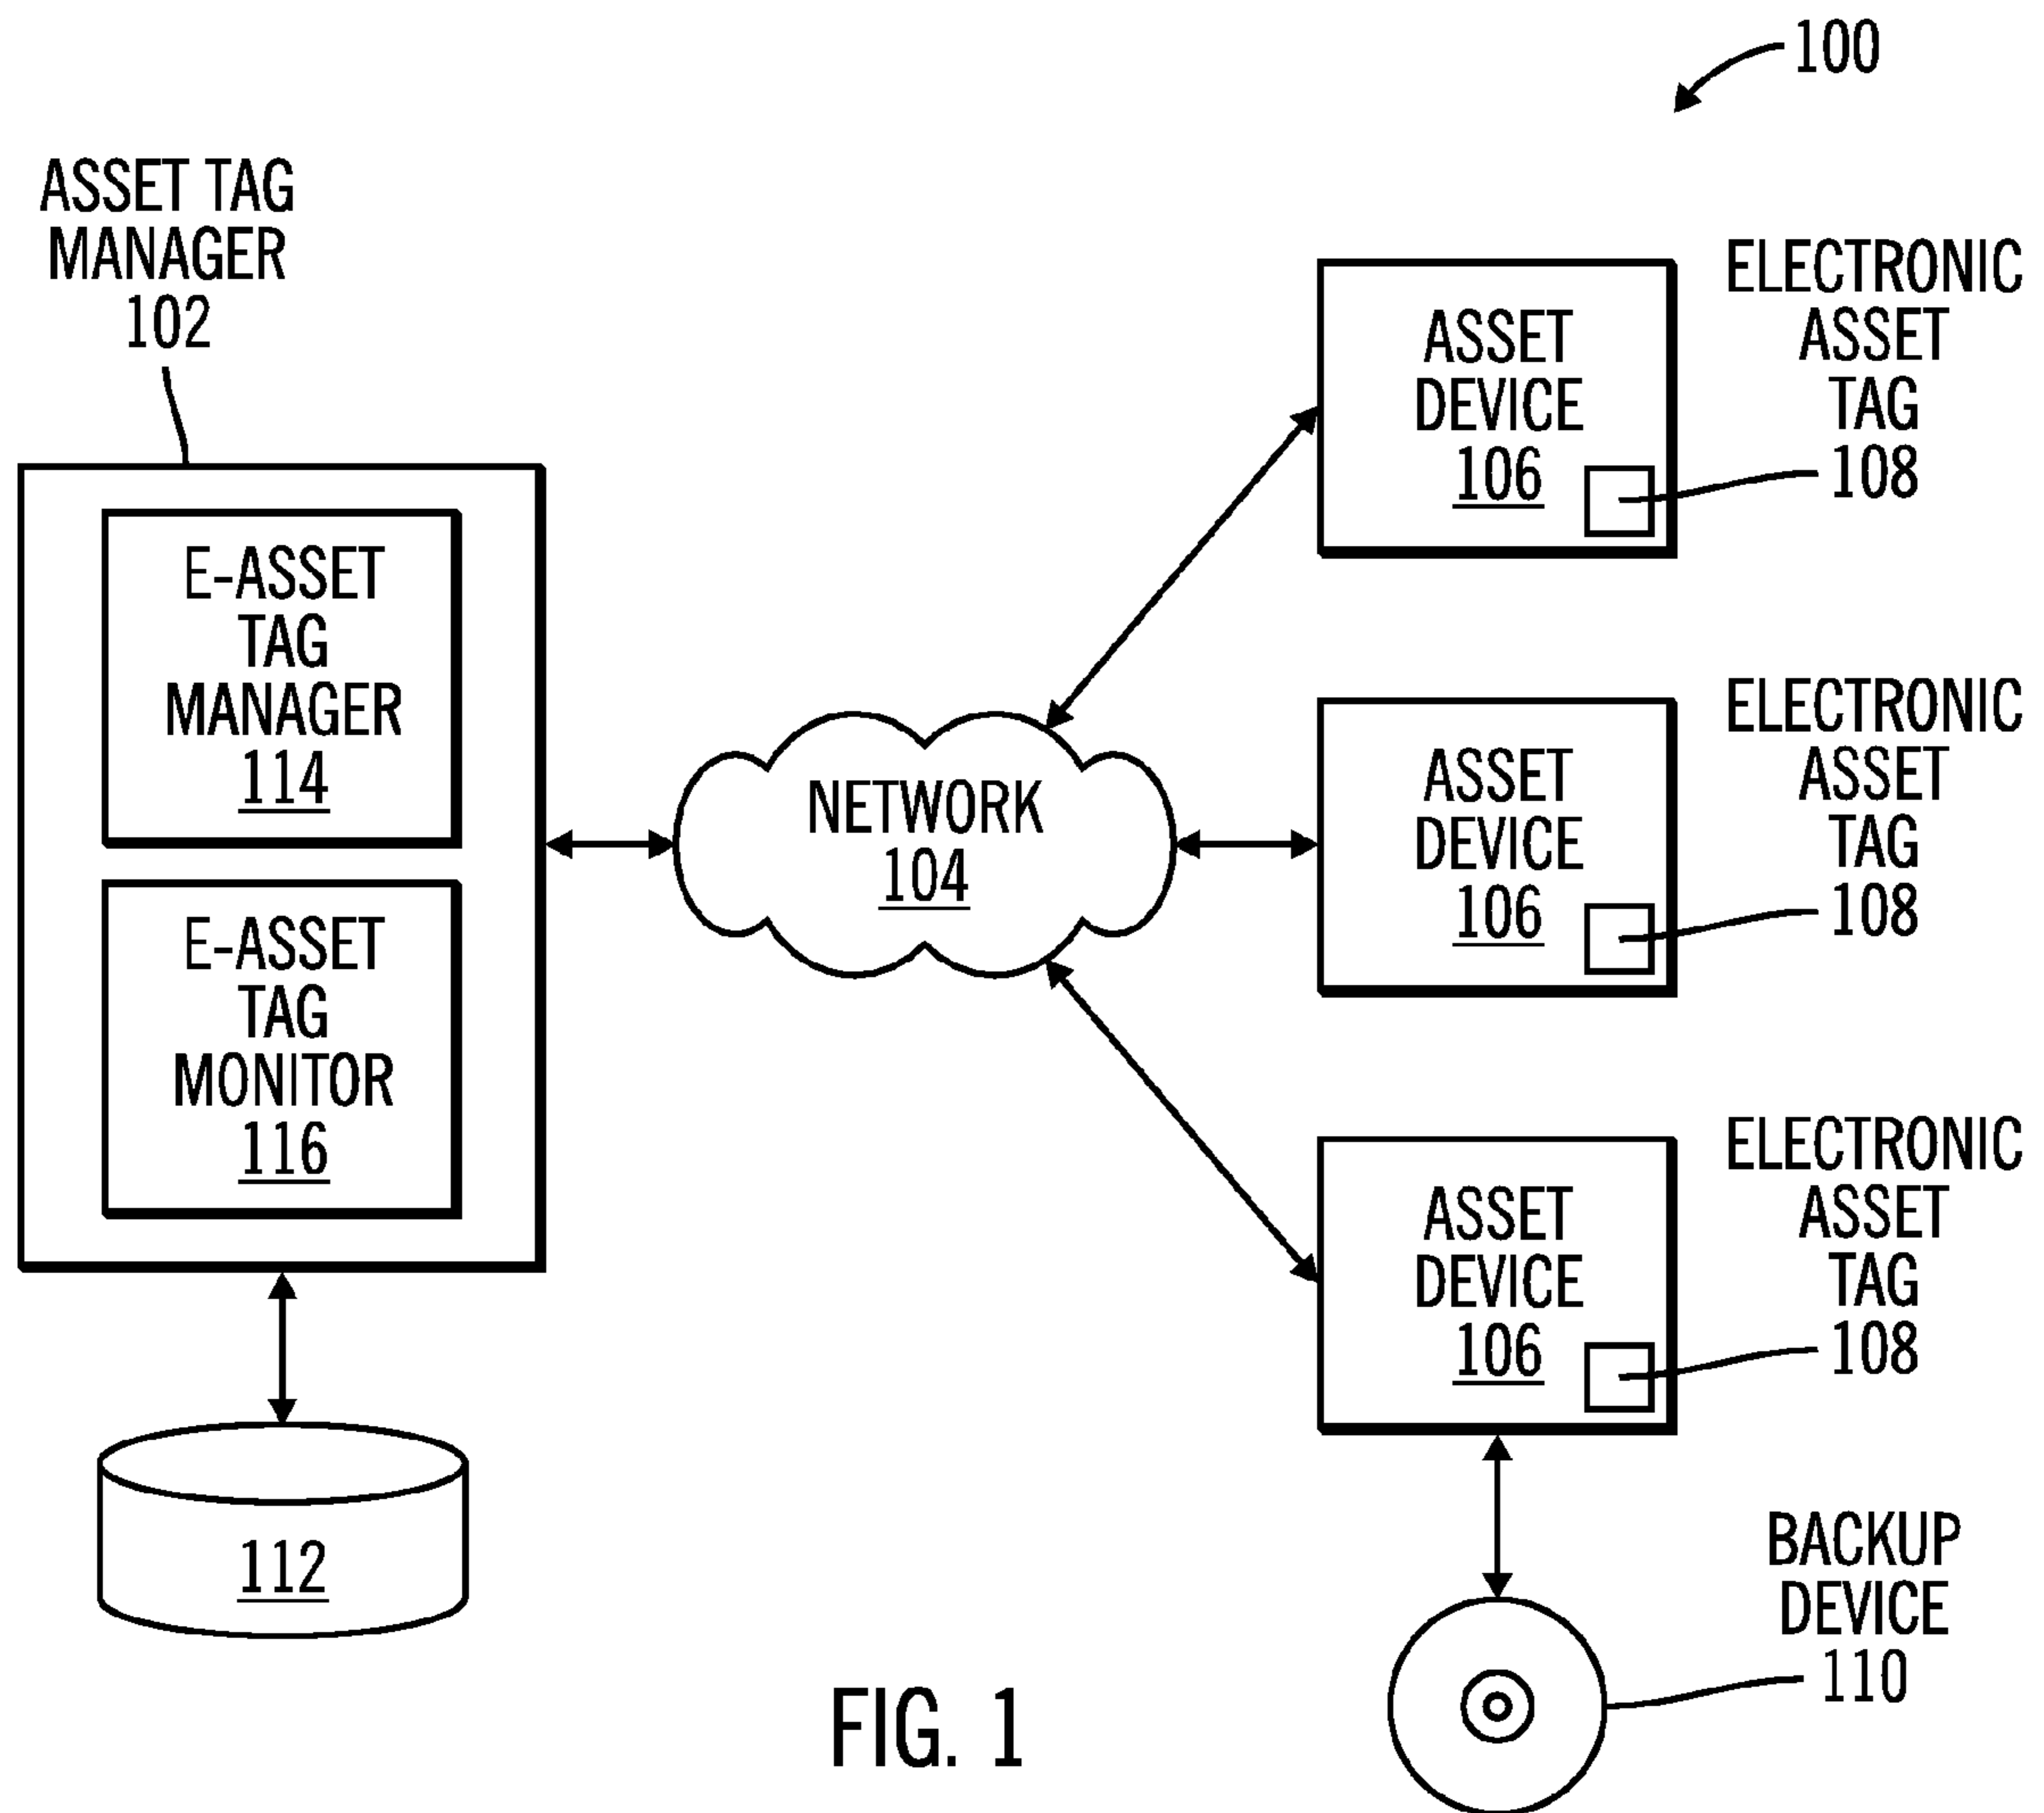 100
ASSET TAG
MANAGER
102
E-ASSET
TAG
MANAGER
114
E-ASSET
TAG
MONITOR
116
112
NETWORK
104
ASSET
DEVICE
106
ELECTRONIC
ASSET
TAG
108
ASSET
DEVICE
106
ELECTRONIC
ASSET
TAG
108
ASSET
DEVICE
106
ELECTRONIC
ASSET
TAG
108
BACKUP
DEVICE
110
FIG. 1